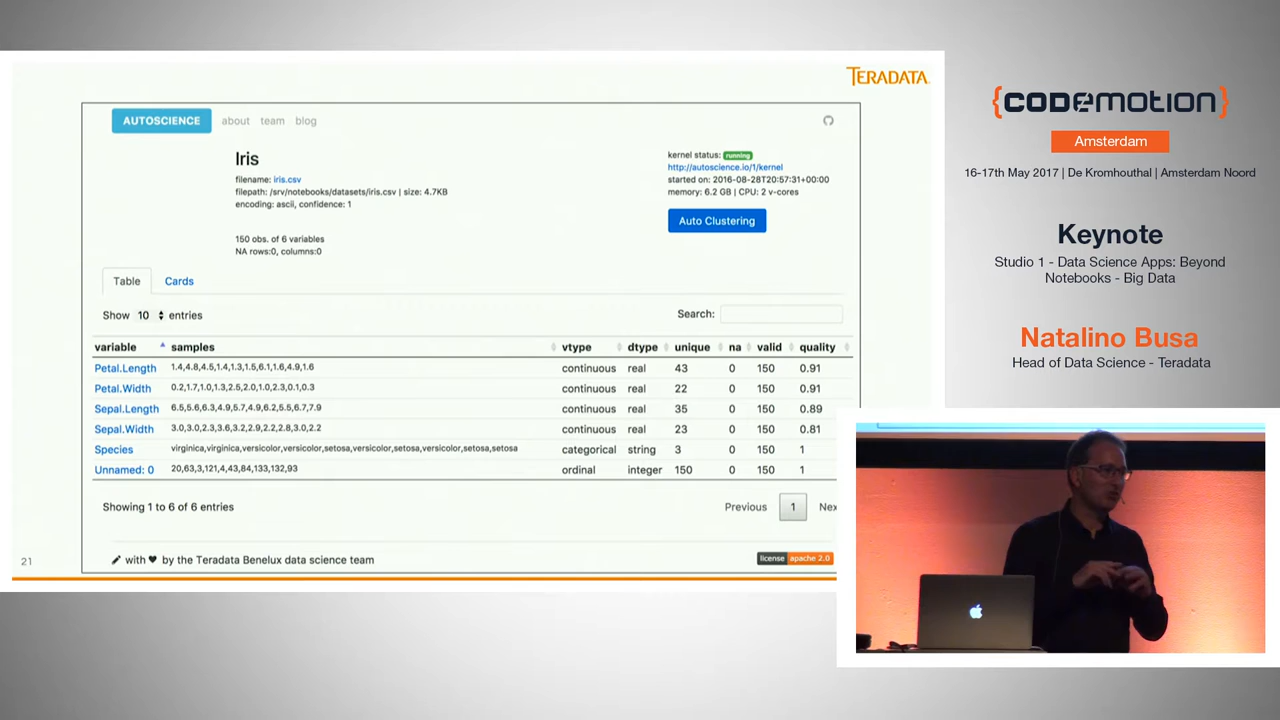 TERADATA
AUTOSCIENCE about team blog
Iris
filename: iris.csv
filepath: /srv/notebooks/datasets/iris.csv | size: 4.7KB
encoding: ascii, confidence: 1
150 obs. of 6 variables
NA rows:0, columns:0
kernel status: running
http://autoscience.io/1/kernel
started on: 2016-08-28T20:57:31+00:00
memory: 6.2 GB | CPU: 2 v-cores
Auto Clustering
Table Cards
Show 10 entries
Search:
variable samples vtype dtype unique na valid quality
Petal.Length 1.4,4.8,4.5,1.4,1.3,1.5,6.1,1.6,4.9,1.6 continuous real 43 0 150 0.91
Petal.Width 0.2,1.7,1.0,1.3,2.5,2.0,1.0,2.3,0.1,0.3 continuous real 22 0 150 0.91
Sepal.Length 6.5,5.6,6.3,4.9,5.7,4.9,6.2,5.5,6.7,7.9 continuous real 35 0 150 0.89
Sepal.Width 3.0,3.0,2.3,3.6,3.2,2.9,2.2,2.8,3.0,2.2 continuous real 23 0 150 0.81
Species virginica,virginica,versicolor,versicolor,setosa,versicolor,setosa,versicolor,setosa,setosa categorical string 3 0 150 1
Unnamed: 0 20,63,3,121,4,43,84,133,132,93 ordinal integer 150 0 150 1
Showing 1 to 6 of 6 entries
Previous 1 Nex
with ♥ by the Teradata Benelux data science team
license apache 2.0
21
{CODEMOTION}
Amsterdam
16-17th May 2017 | De Kromhouthal | Amsterdam Noord
Keynote
Studio 1 - Data Science Apps: Beyond
Notebooks - Big Data
Natalino Busa
Head of Data Science - Teradata